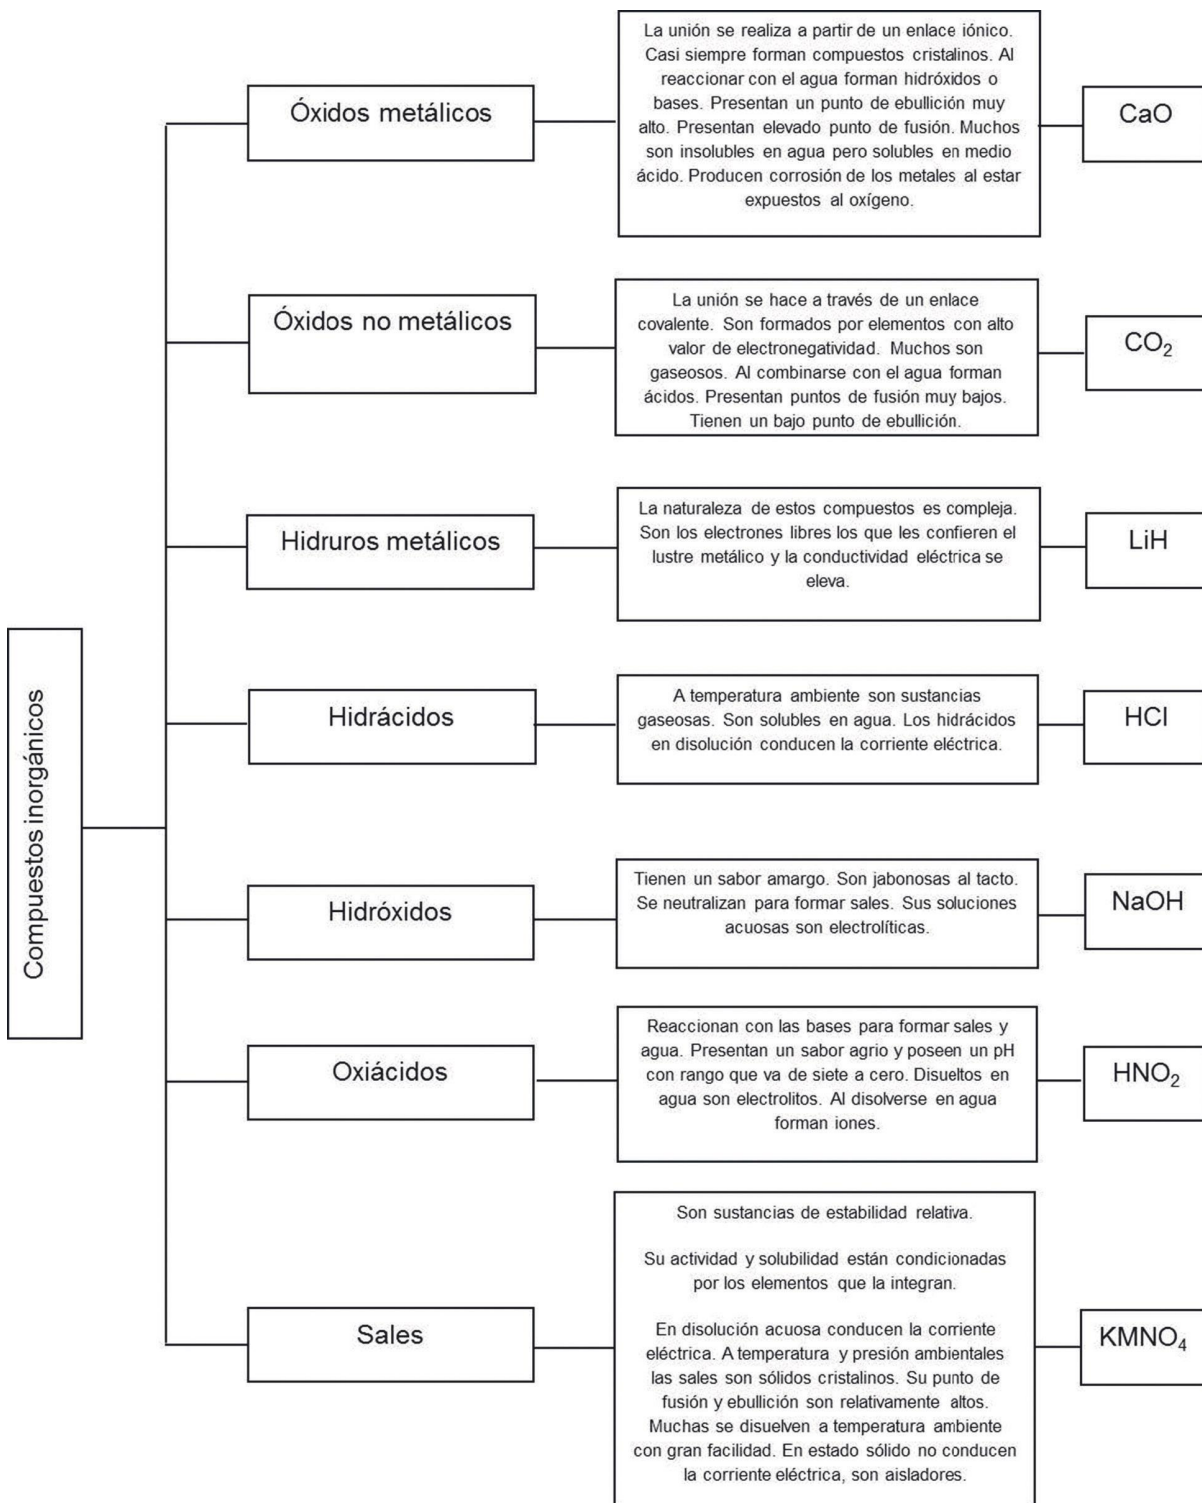 Compuestos inorgánicos
Óxidos metálicos
La unión se realiza a partir de un enlace iónico.
Casi siempre forman compuestos cristalinos. Al
reaccionar con el agua forman hidróxidos o
bases. Presentan un punto de ebullición muy
alto. Presentan elevado punto de fusión. Muchos
son insolubles en agua pero solubles en medio
ácido. Producen corrosión de los metales al estar
expuestos al oxígeno.
CaO
Óxidos no metálicos
La unión se hace a través de un enlace
covalente. Son formados por elementos con alto
valor de electronegatividad. Muchos son
gaseosos. Al combinarse con el agua forman
ácidos. Presentan puntos de fusión muy bajos.
Tienen un bajo punto de ebullición.
CO₂
Hidruros metálicos
La naturaleza de estos compuestos es compleja.
Son los electrones libres los que les confieren el
lustre metálico y la conductividad eléctrica se
eleva.
LiH
Hidrácidos
A temperatura ambiente son sustancias
gaseosas. Son solubles en agua. Los hidrácidos
en disolución conducen la corriente eléctrica.
HCl
Hidróxidos
Tienen un sabor amargo. Son jabonosas al tacto.
Se neutralizan para formar sales. Sus soluciones
acuosas son electrolíticas.
NaOH
Oxiácidos
Reaccionan con las bases para formar sales y
agua. Presentan un sabor agrio y poseen un pH
con rango que va de siete a cero. Disueltos en
agua son electrolitos. Al disolverse en agua
forman iones.
HNO₂
Sales
Son sustancias de estabilidad relativa.
Su actividad y solubilidad están condicionadas
por los elementos que la integran.
En disolución acuosa conducen la corriente
eléctrica. A temperatura y presión ambientales
las sales son sólidos cristalinos. Su punto de
fusión y ebullición son relativamente altos.
Muchas se disuelven a temperatura ambiente
con gran facilidad. En estado sólido no conducen
la corriente eléctrica, son aisladores.
KMNO₄